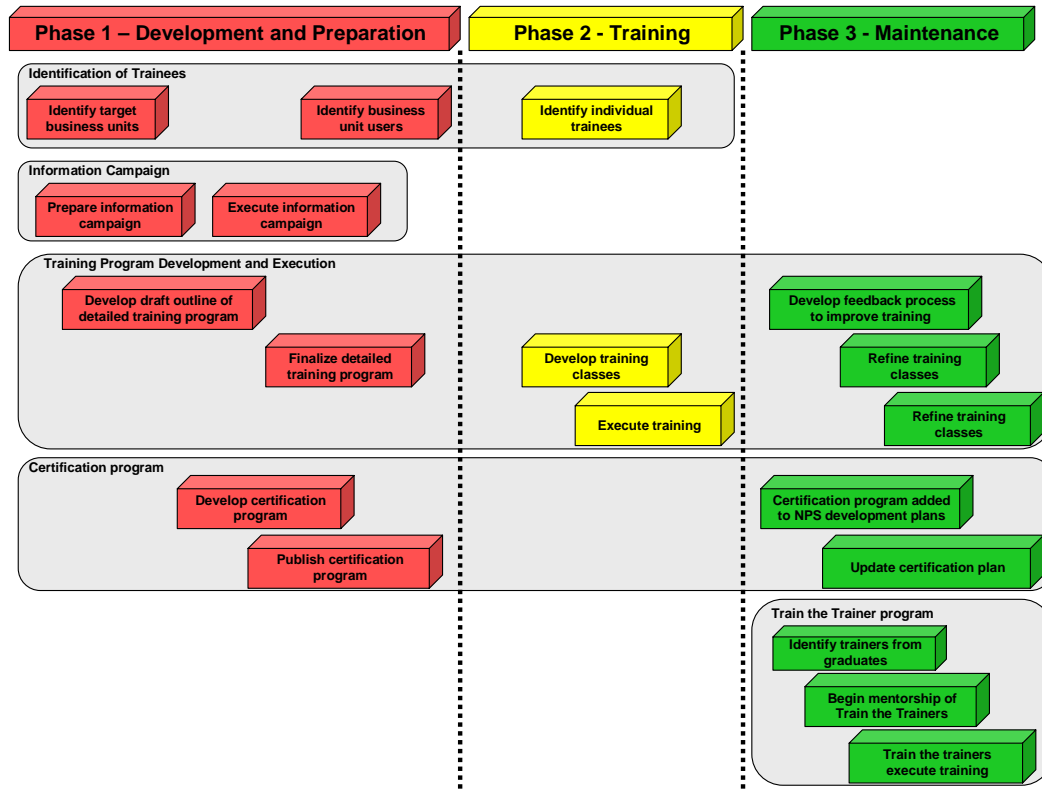 Phase 1 – Development and Preparation
Phase 2 - Training
Phase 3 - Maintenance
Identification of Trainees
Identify target
business units
Identify business
unit users
Identify individual
trainees
Information Campaign
Prepare information
campaign
Execute information
campaign
Training Program Development and Execution
Develop draft outline of
detailed training program
Finalize detailed
training program
Develop training
classes
Execute training
Develop feedback process
to improve training
Refine training
classes
Refine training
classes
Certification program
Develop certification
program
Publish certification
program
Certification program added
to NPS development plans
Update certification plan
Train the Trainer program
Identify trainers from
graduates
Begin mentorship of
Train the Trainers
Train the trainers
execute training